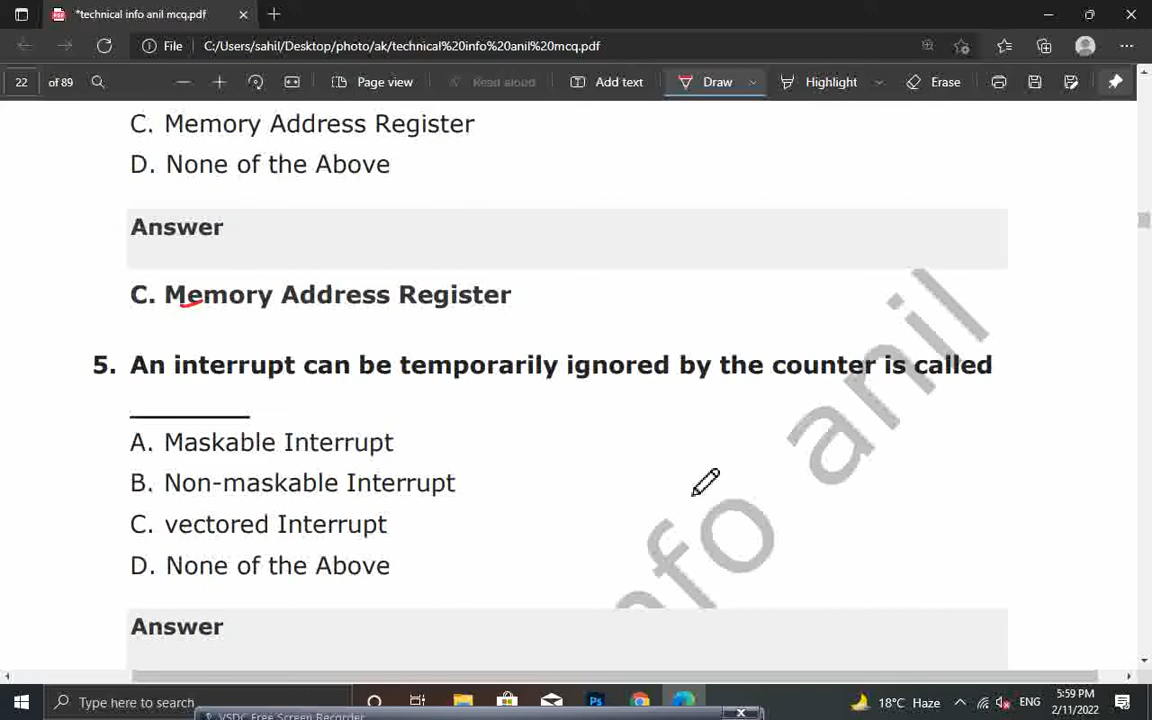 *technical info anil mcq.pdf
File
C:/Users/sahil/Desktop/photo/ak/technical%20info%20anil%20mcq.pdf
22 of 89
Page view
Read aloud
Add text
Draw
Highlight
Erase
C. Memory Address Register
D. None of the Above
Answer
C. Memory Address Register
5. An interrupt can be temporarily ignored by the counter is called
__________
A. Maskable Interrupt
B. Non-maskable Interrupt
C. vectored Interrupt
D. None of the Above
info anil
Answer
Type here to search
VSDC Free Screen Recorder
Ps
18°C Haze
ENG
5:59 PM
2/11/2022